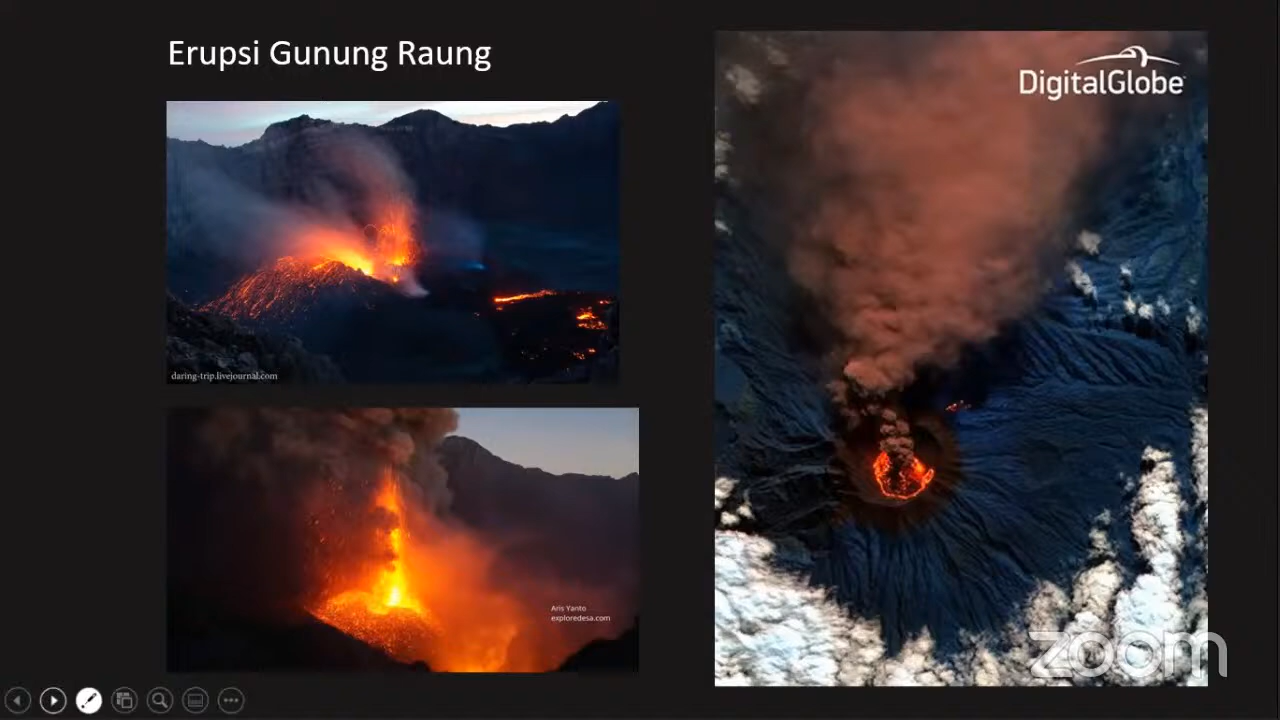 Erupsi Gunung Raung
DigitalGlobe
daring-trip.livejournal.com
Aris Yanto
exploredesa.com
zoom